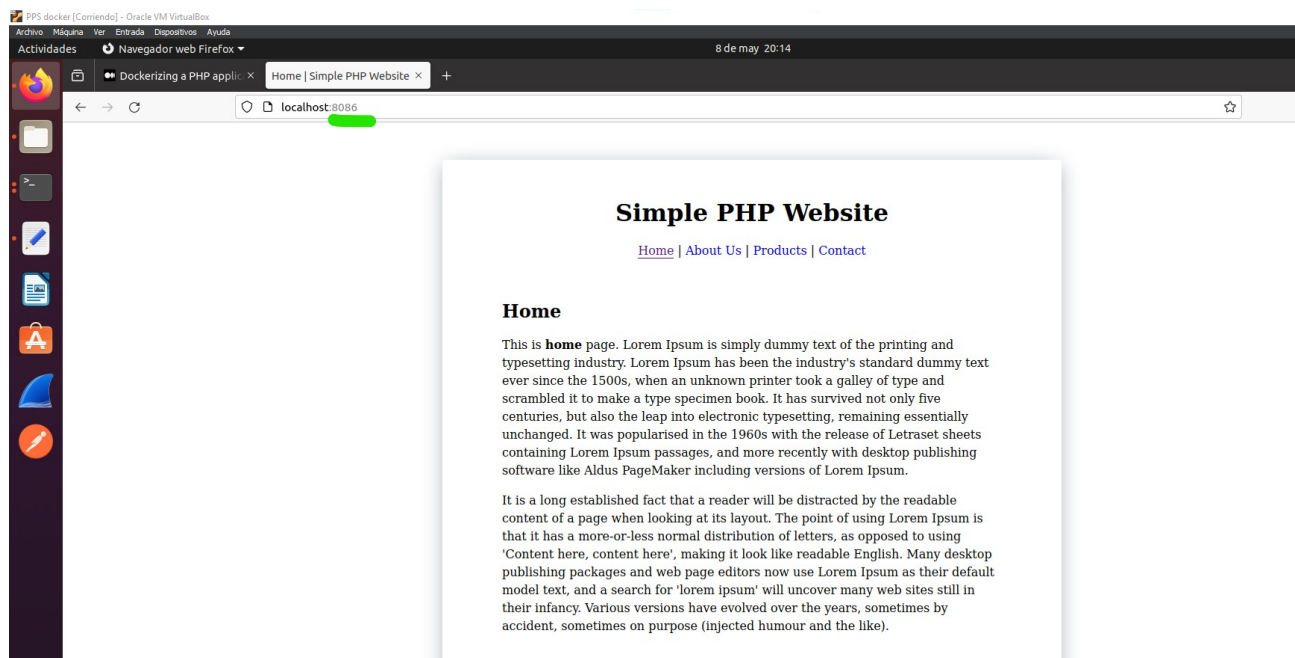 PPS docker [Corriendo] - Oracle VM VirtualBox
Archivo Máquina Ver Entrada Dispositivos Ayuda
Actividades Navegador web Firefox 8 de may 20:14
Dockerizing a PHP applic × Home | Simple PHP Website × +
localhost:8086
Simple PHP Website
Home | About Us | Products | Contact
Home
This is home page. Lorem Ipsum is simply dummy text of the printing and
typesetting industry. Lorem Ipsum has been the industry's standard dummy text
ever since the 1500s, when an unknown printer took a galley of type and
scrambled it to make a type specimen book. It has survived not only five
centuries, but also the leap into electronic typesetting, remaining essentially
unchanged. It was popularised in the 1960s with the release of Letraset sheets
containing Lorem Ipsum passages, and more recently with desktop publishing
software like Aldus PageMaker including versions of Lorem Ipsum.
It is a long established fact that a reader will be distracted by the readable
content of a page when looking at its layout. The point of using Lorem Ipsum is
that it has a more-or-less normal distribution of letters, as opposed to using
'Content here, content here', making it look like readable English. Many desktop
publishing packages and web page editors now use Lorem Ipsum as their default
model text, and a search for 'lorem ipsum' will uncover many web sites still in
their infancy. Various versions have evolved over the years, sometimes by
accident, sometimes on purpose (injected humour and the like).